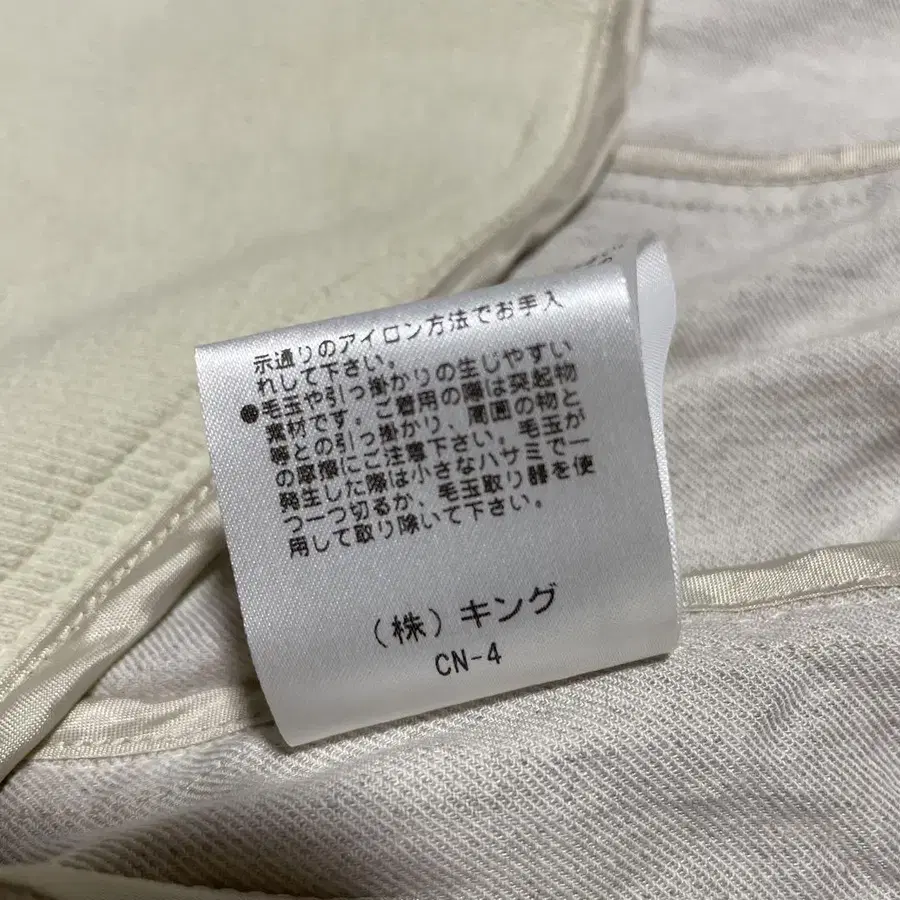 示通りのアイロン方法でお手入
れして下さい。
●毛玉や引っ掛かりの生じやすい
素材です。ご着用の際は突起物
等との引っ掛かり、周囲の物と
の摩擦にご注意下さい。毛玉が
発生した際は小さなハサミで一
つ一つ切るか、毛玉取り器を使
用して取り除いて下さい。
（株）キング
CN-4